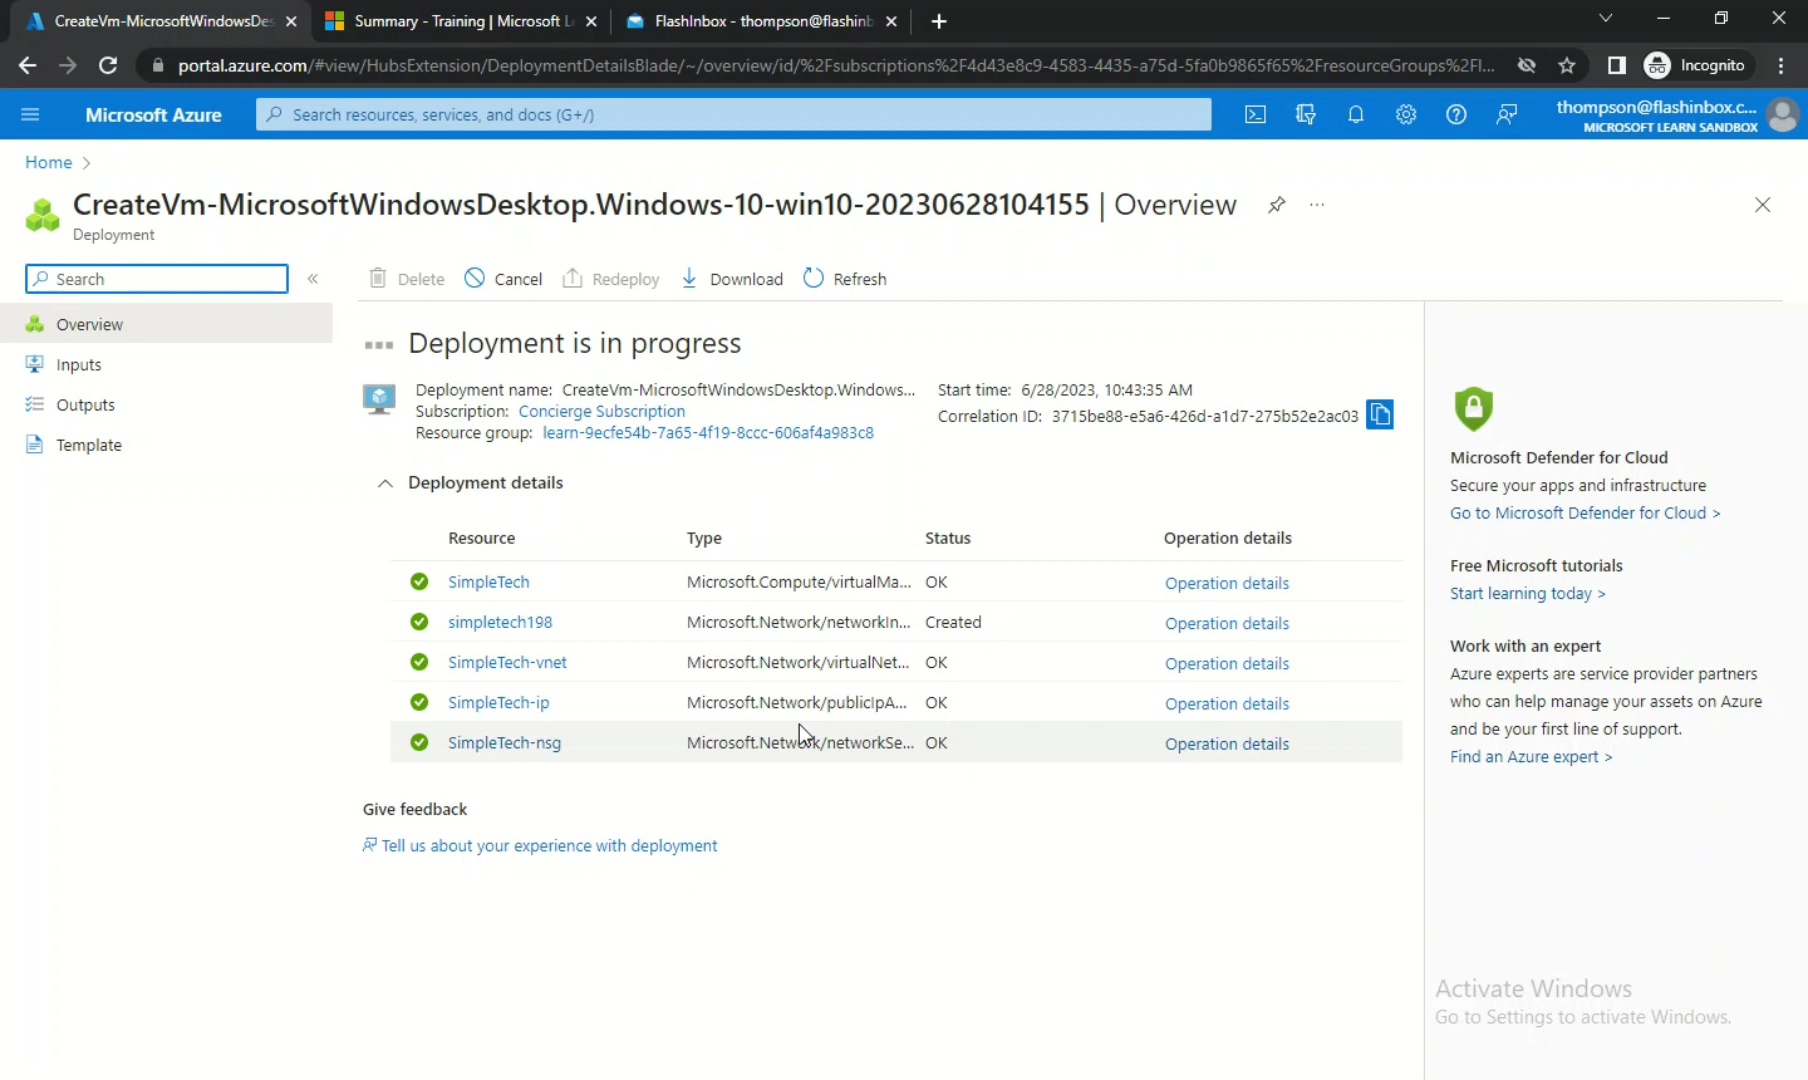 CreateVm-MicrosoftWindowsDes
Summary - Training | Microsoft L
FlashInbox - thompson@flashinb
portal.azure.com/#view/HubsExtension/DeploymentDetailsBlade/~/overview/id/%2Fsubscriptions%2F4d43e8c9-4583-4435-a75d-5fa0b9865f65%2FresourceGroups%2Fl...
Incognito
Microsoft Azure
Search resources, services, and docs (G+/)
thompson@flashinbox.c...
MICROSOFT LEARN SANDBOX
Home >
CreateVm-MicrosoftWindowsDesktop.Windows-10-win10-20230628104155 | Overview
Deployment
Search
«
Delete
Cancel
Redeploy
Download
Refresh
Overview
Inputs
Outputs
Template
Deployment is in progress
Deployment name: CreateVm-MicrosoftWindowsDesktop.Windows...
Subscription: Concierge Subscription
Resource group: learn-9ecfe54b-7a65-4f19-8ccc-606af4a983c8
Start time: 6/28/2023, 10:43:35 AM
Correlation ID: 3715be88-e5a6-426d-a1d7-275b52e2ac03
Deployment details
Resource Type Status Operation details
SimpleTech Microsoft.Compute/virtualMa... OK Operation details
simpletech198 Microsoft.Network/networkIn... Created Operation details
SimpleTech-vnet Microsoft.Network/virtualNet... OK Operation details
SimpleTech-ip Microsoft.Network/publicIpA... OK Operation details
SimpleTech-nsg Microsoft.Network/networkSe... OK Operation details
Give feedback
Tell us about your experience with deployment
Microsoft Defender for Cloud
Secure your apps and infrastructure
Go to Microsoft Defender for Cloud >
Free Microsoft tutorials
Start learning today >
Work with an expert
Azure experts are service provider partners
who can help manage your assets on Azure
and be your first line of support.
Find an Azure expert >
Activate Windows
Go to Settings to activate Windows.